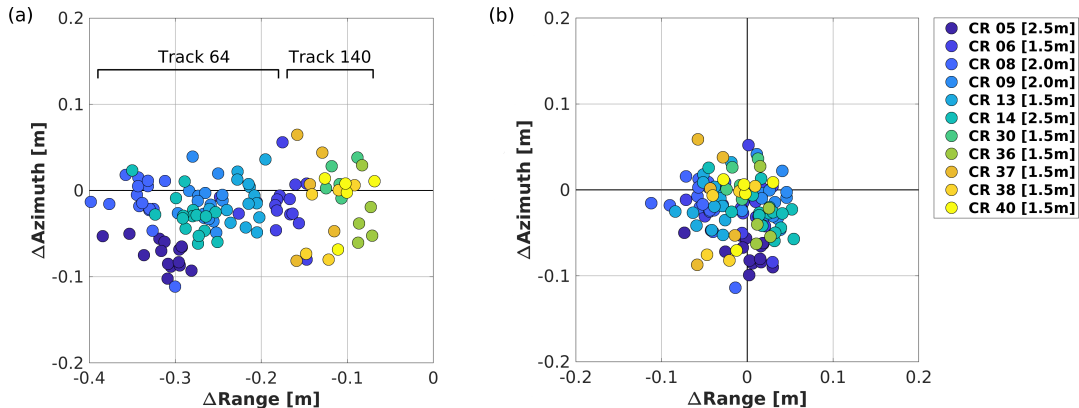 (a)
0.2
0.1
0
-0.1
-0.2
ΔAzimuth [m]
Track 64
Track 140
-0.4
-0.3
-0.2
-0.1
0
ΔRange [m]
(b)
0.2
0.1
0
-0.1
-0.2
ΔAzimuth [m]
-0.2
-0.1
0
0.1
0.2
ΔRange [m]
CR 05 [2.5m]
CR 06 [1.5m]
CR 08 [2.0m]
CR 09 [2.0m]
CR 13 [1.5m]
CR 14 [2.5m]
CR 30 [1.5m]
CR 36 [1.5m]
CR 37 [1.5m]
CR 38 [1.5m]
CR 40 [1.5m]